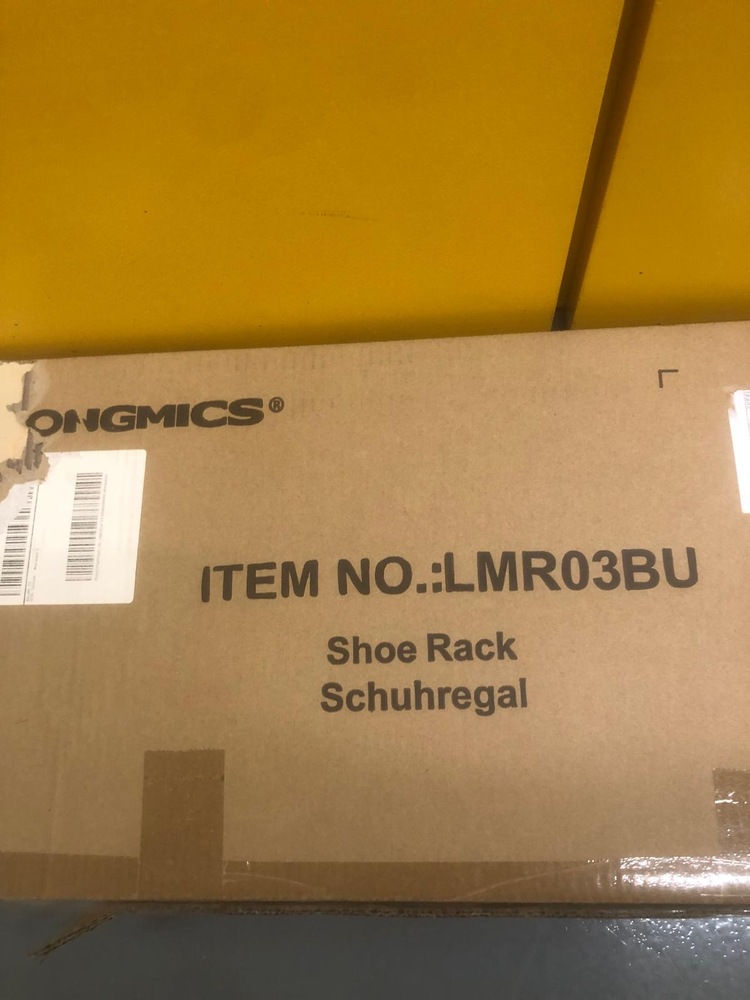 ONGMICS®
ITEM NO.:LMR03BU
Shoe Rack
Schuhregal